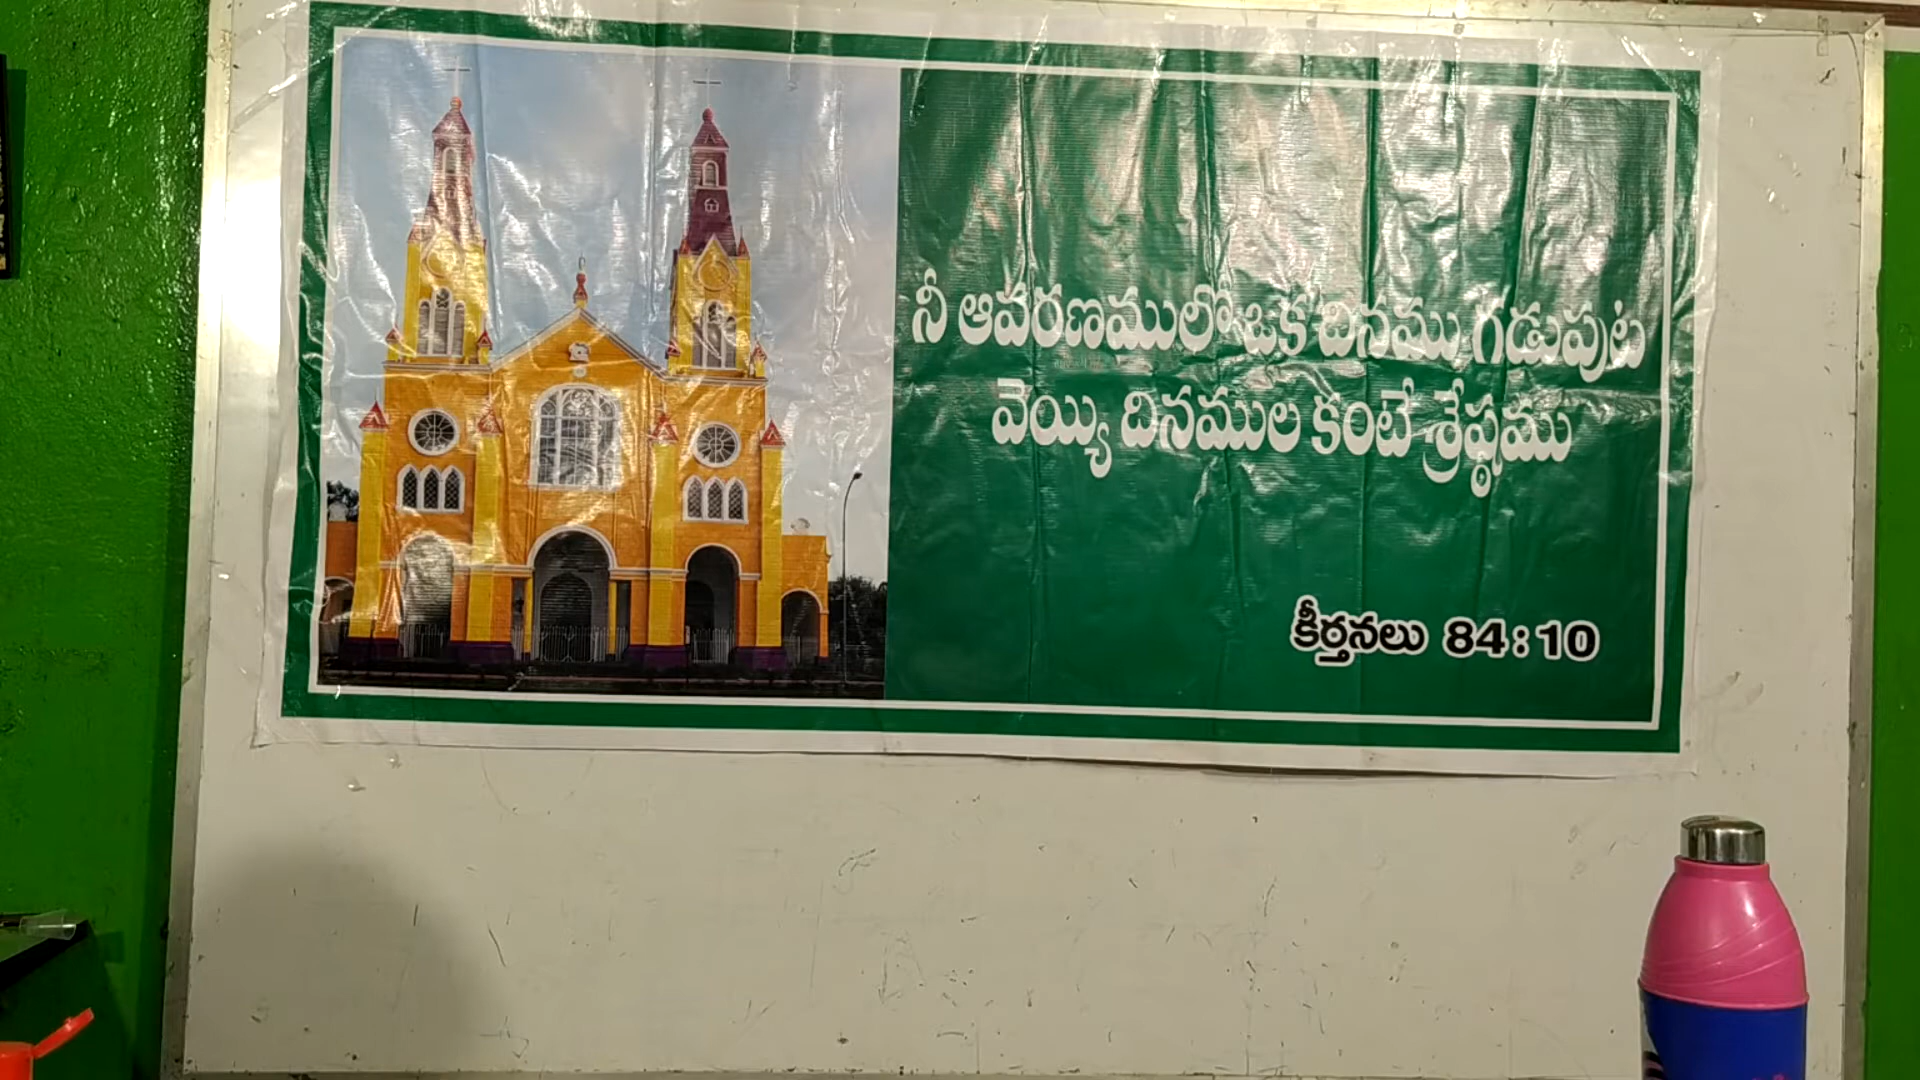 నీ ఆవరణములో ఒక దినము గడుపుట
వెయ్యి దినముల కంటే శ్రేష్ఠము
కీర్తనలు 84:10